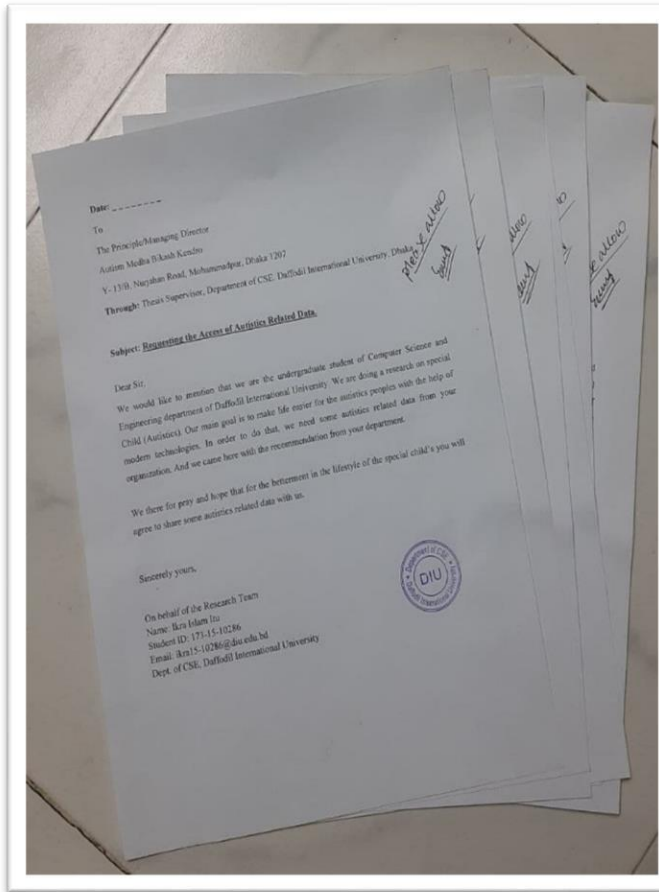 Date: _ _ _ _ _ _ _ _ _
To
The Principle/Managing Director
Autism Medha Bikash Kendro
Y- 13/B, Nurjahan Road, Mohammadpur, Dhaka 1207
Through: Thesis Supervisor, Department of CSE, Daffodil International University, Dhaka
Please allow
Subject: Requesting the Access of Autistics Related Data.
Dear Sir,
We would like to mention that we are the undergraduate student of Computer Science and
Engineering department of Daffodil International University. We are doing a research on special
Child (Autistics). Our main goal is to make life easier for the autistics peoples with the help of
modern technologies. In order to do that, we need some autistics related data from your
organization. And we came here with the recommendation from your department.
We there for pray and hope that for the betterment in the lifestyle of the special child's you will
agree to share some autistics related data with us.
Sincerely yours,
On behalf of the Research Team
Name: Ikra Islam Itu
Student ID: 171-15-10286
Email: ikra15-10286@diu.edu.bd
Dept. of CSE, Daffodil International University
Department of CSE
DIU
Daffodil International University
allow
allow